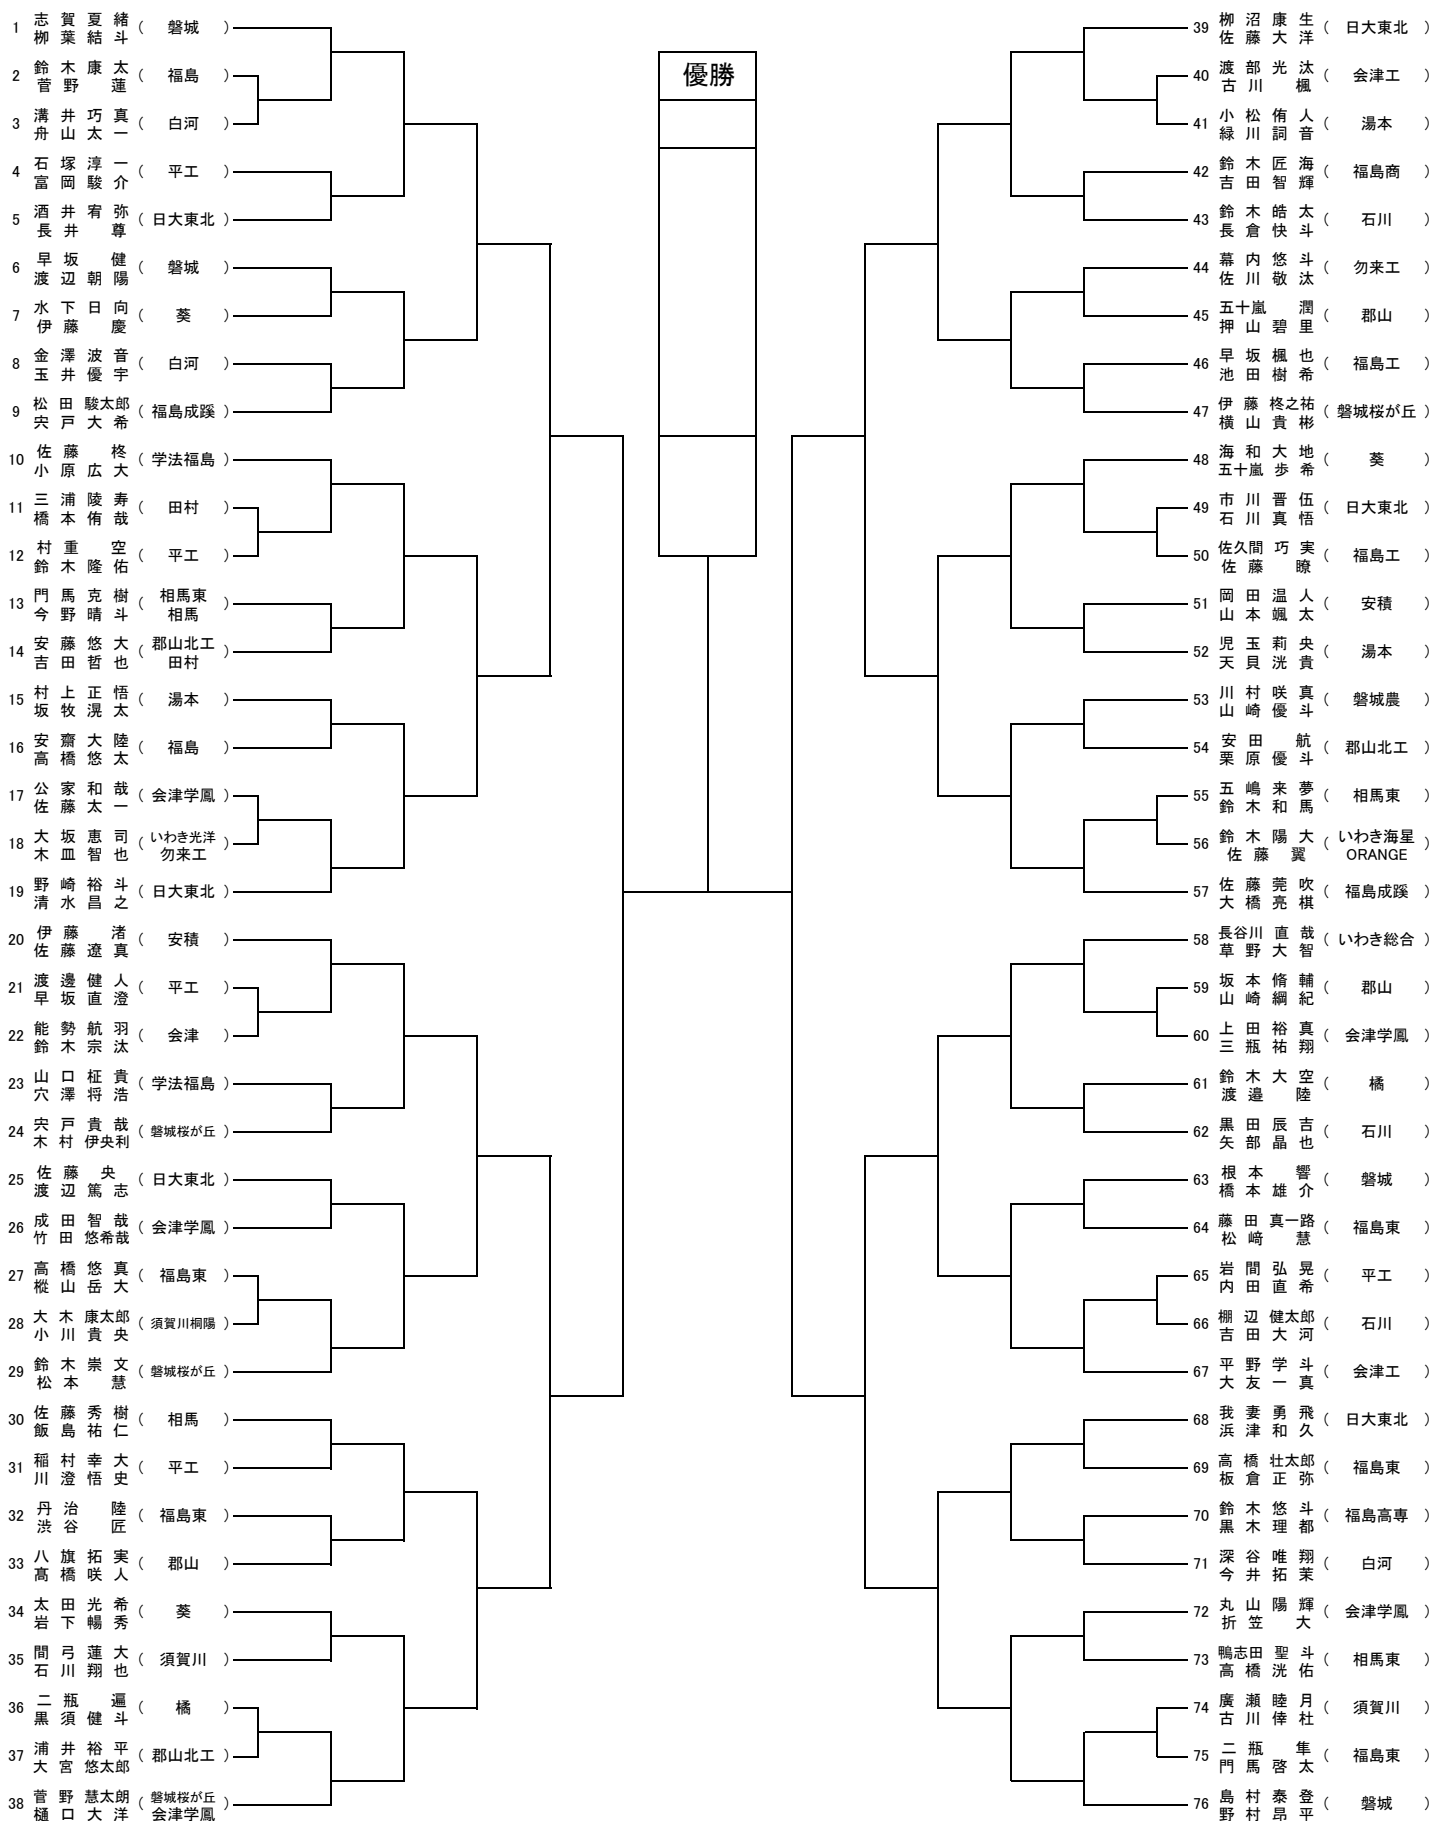 優勝
1 志賀夏緒 ( 磐城 )
栁葉結斗
2 鈴木康太 ( 福島 )
菅野蓮
3 溝井巧真 ( 白河 )
舟山太一
4 石塚淳一 ( 平工 )
富岡駿介
5 酒井宥弥 ( 日大東北 )
長井尊
6 早坂健 ( 磐城 )
渡辺朝陽
7 水下日向 ( 葵 )
伊藤慶
8 金澤波音 ( 白河 )
玉井優宇
9 松田駿太郎 ( 福島成蹊 )
宍戸大希
10 佐藤柊 ( 学法福島 )
小原広大
11 三浦陵寿 ( 田村 )
橋本侑哉
12 村重空 ( 平工 )
鈴木隆佑
13 門馬克樹 ( 相馬東 )
今野晴斗 相馬
14 安藤悠大 ( 郡山北工 )
吉田哲也 田村
15 村上正悟 ( 湯本 )
坂牧滉太
16 安齋大陸 ( 福島 )
高橋悠太
17 公家和哉 ( 会津学鳳 )
佐藤太一
18 大坂恵司 ( いわき光洋 )
木皿智也 勿来工
19 野崎裕斗 ( 日大東北 )
清水昌之
20 伊藤渚 ( 安積 )
佐藤遼真
21 渡邊健人 ( 平工 )
早坂直澄
22 能勢航羽 ( 会津 )
鈴木宗汰
23 山口柾貴 ( 学法福島 )
穴澤将浩
24 宍戸貴哉 ( 磐城桜が丘 )
木村伊央利
25 佐藤央 ( 日大東北 )
渡辺篤志
26 成田智哉 ( 会津学鳳 )
竹田悠希哉
27 高橋悠真 ( 福島東 )
樅山岳大
28 大木康太郎 ( 須賀川桐陽 )
小川貴央
29 鈴木崇文 ( 磐城桜が丘 )
松本慧
30 佐藤秀樹 ( 相馬 )
飯島祐仁
31 稲村幸大 ( 平工 )
川澄悟史
32 丹治陸 ( 福島東 )
渋谷匠
33 八旗拓実 ( 郡山 )
髙橋咲人
34 太田光希 ( 葵 )
岩下暢秀
35 間弓蓮大 ( 須賀川 )
石川翔也
36 二瓶遍 ( 橘 )
黒須健斗
37 浦井裕平 ( 郡山北工 )
大宮悠太郎
38 菅野慧太朗 ( 磐城桜が丘 )
樋口大洋 会津学鳳
39 栁沼康生 ( 日大東北 )
佐藤大洋
40 渡部光汰 ( 会津工 )
古川楓
41 小松侑人 ( 湯本 )
緑川詞音
42 鈴木匠海 ( 福島商 )
吉田智輝
43 鈴木皓太 ( 石川 )
長倉快斗
44 幕内悠斗 ( 勿来工 )
佐川敬汰
45 五十嵐潤 ( 郡山 )
押山碧里
46 早坂楓也 ( 福島工 )
池田樹希
47 伊藤柊之祐 ( 磐城桜が丘 )
横山貴彬
48 海和大地 ( 葵 )
五十嵐歩希
49 市川晋伍 ( 日大東北 )
石川真悟
50 佐久間巧実 ( 福島工 )
佐藤瞭
51 岡田温人 ( 安積 )
山本颯太
52 児玉莉央 ( 湯本 )
天貝洸貴
53 川村咲真 ( 磐城農 )
山崎優斗
54 安田航 ( 郡山北工 )
栗原優斗
55 五嶋来夢 ( 相馬東 )
鈴木和馬
56 鈴木陽大 ( いわき海星 )
佐藤翼 ORANGE
57 佐藤莞吹 ( 福島成蹊 )
大橋亮棋
58 長谷川直哉 ( いわき総合 )
草野大智
59 坂本脩輔 ( 郡山 )
山崎綱紀
60 上田裕真 ( 会津学鳳 )
三瓶祐翔
61 鈴木大空 ( 橘 )
渡邉陸
62 黒田辰吉 ( 石川 )
矢部晶也
63 根本響 ( 磐城 )
橋本雄介
64 藤田真一路 ( 福島東 )
松﨑慧
65 岩間弘晃 ( 平工 )
内田直希
66 棚辺健太郎 ( 石川 )
吉田大河
67 平野学斗 ( 会津工 )
大友一真
68 我妻勇飛 ( 日大東北 )
浜津和久
69 高橋壮太郎 ( 福島東 )
板倉正弥
70 鈴木悠斗 ( 福島高専 )
黒木理都
71 深谷唯翔 ( 白河 )
今井拓茉
72 丸山陽輝 ( 会津学鳳 )
折笠大
73 鴨志田聖斗 ( 相馬東 )
高橋洸佑
74 廣瀬睦月 ( 須賀川 )
古川倖杜
75 二瓶隼 ( 福島東 )
門馬啓太
76 島村泰登 ( 磐城 )
野村昂平